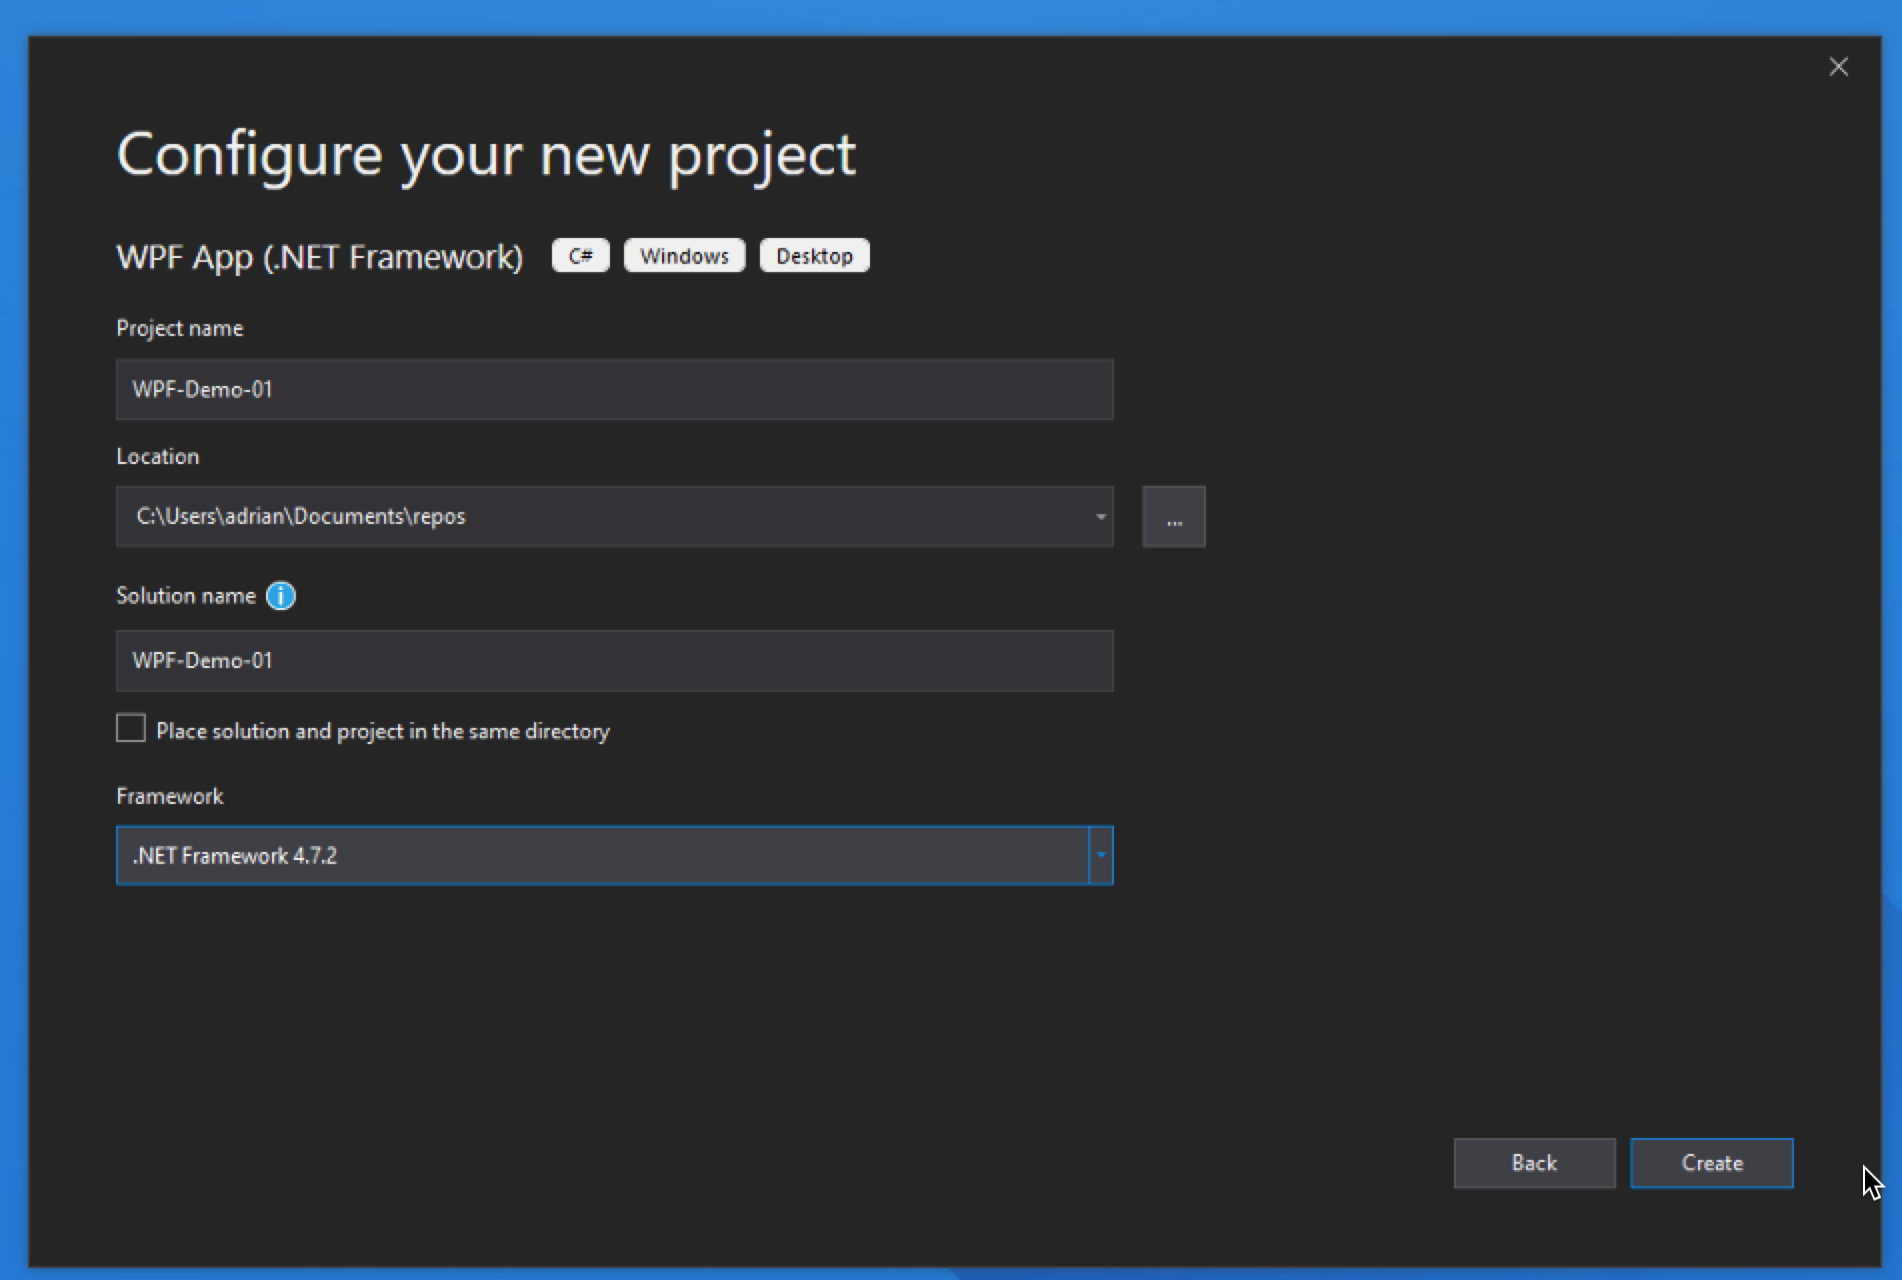 Configure your new project
WPF App (.NET Framework) C# Windows Desktop
Project name
WPF-Demo-01
Location
C:\Users\adrian\Documents\repos
...
Solution name i
WPF-Demo-01
Place solution and project in the same directory
Framework
.NET Framework 4.7.2
Back Create